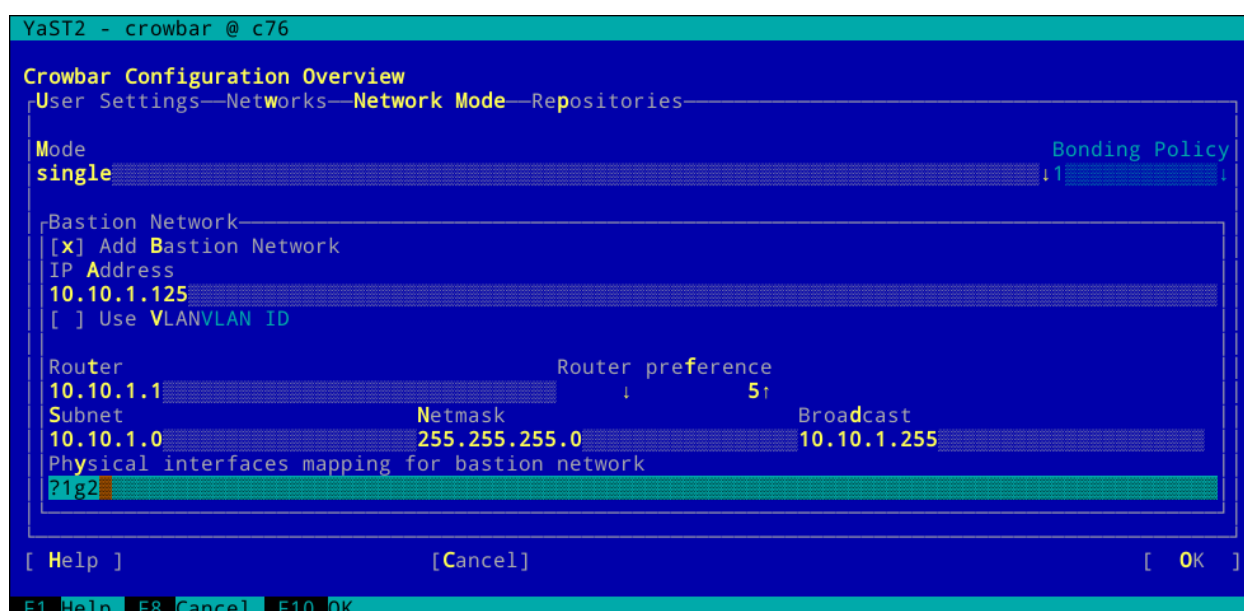 YaST2 - crowbar @ c76
Crowbar Configuration Overview
User Settings—Networks—Network Mode—Repositories
Mode Bonding Policy
single ↓1 ↓
Bastion Network
[x] Add Bastion Network
IP Address
10.10.1.125
[ ] Use VLANVLAN ID
Router Router preference
10.10.1.1 ↓ 5↑
Subnet Netmask Broadcast
10.10.1.0 255.255.255.0 10.10.1.255
Physical interfaces mapping for bastion network
?1g2
[ Help ] [Cancel] [ OK ]
F1 Help F8 Cancel F10 OK